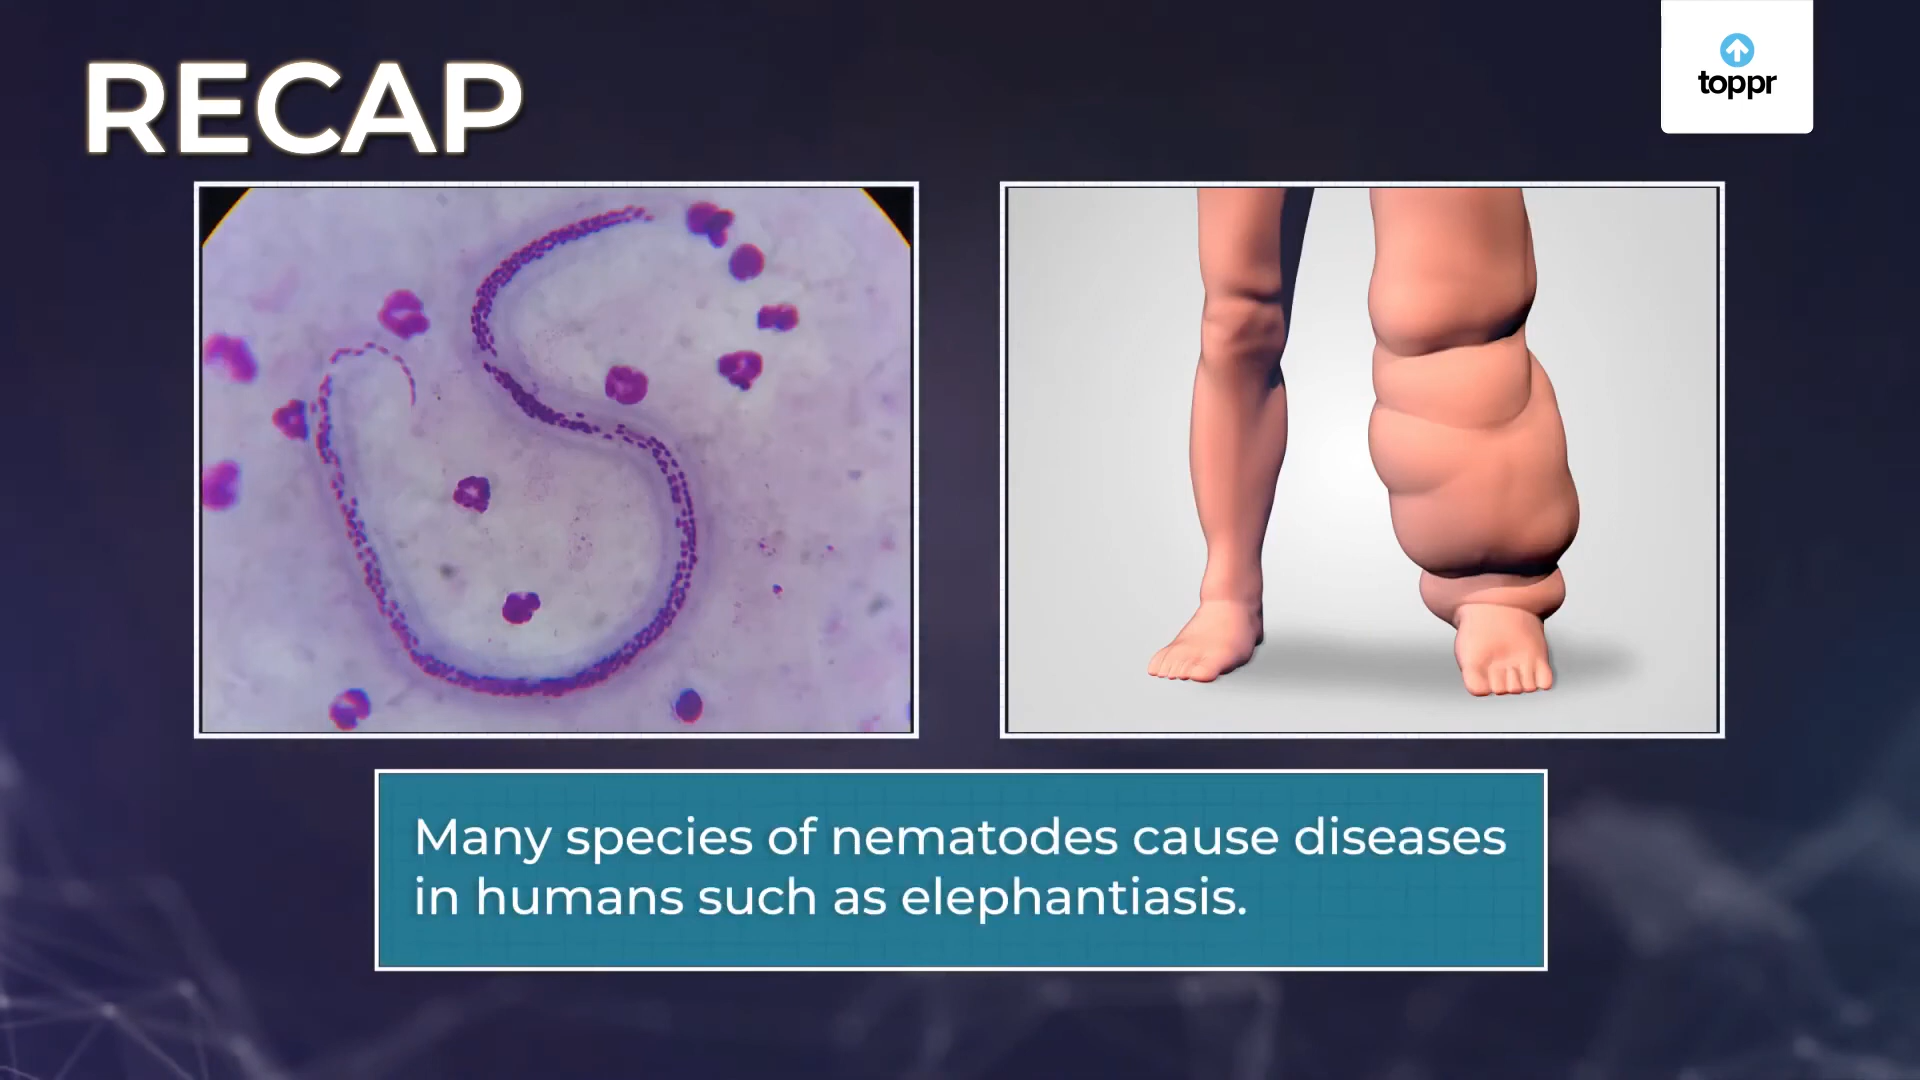 RECAP
toppr
Many species of nematodes cause diseases
in humans such as elephantiasis.